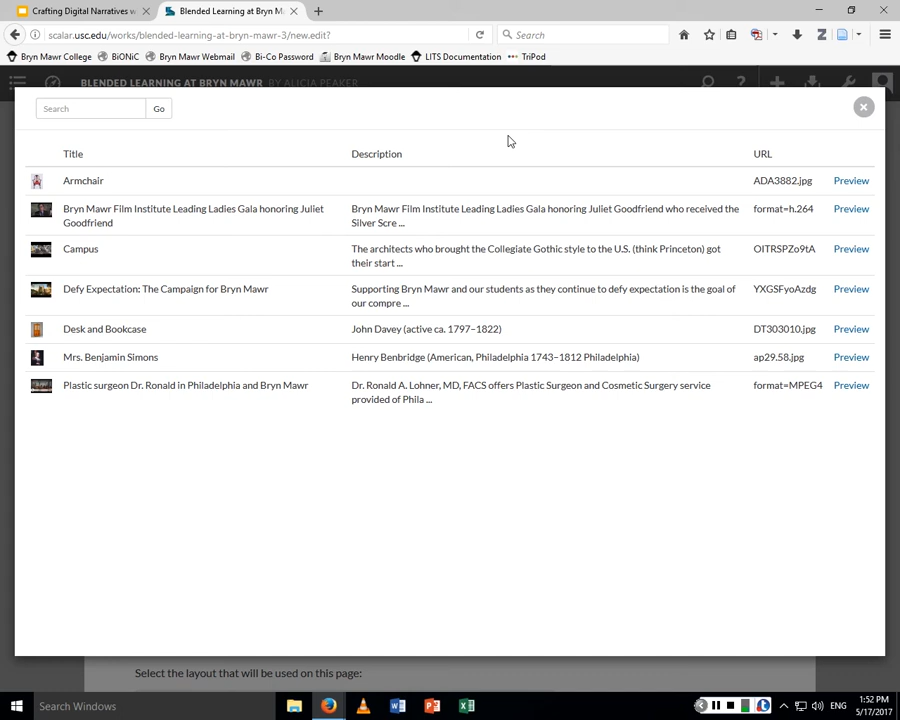 Crafting Digital Narratives w
Blended Learning at Bryn M
scalar.usc.edu/works/blended-learning-at-bryn-mawr-3/new.edit?
Search
Bryn Mawr College
BiONiC
Bryn Mawr Webmail
Bi-Co Password
Bryn Mawr Moodle
LITS Documentation
TriPod
BLENDED LEARNING AT BRYN MAWR BY ALICIA PEAKER
Search Go
Title Description URL
Armchair ADA3882.jpg Preview
Bryn Mawr Film Institute Leading Ladies Gala honoring Juliet Bryn Mawr Film Institute Leading Ladies Gala honoring Juliet Goodfriend who received the format=h.264 Preview
Goodfriend Silver Scre ...
Campus The architects who brought the Collegiate Gothic style to the U.S. (think Princeton) got OITRSPZo9tA Preview
their start ...
Defy Expectation: The Campaign for Bryn Mawr Supporting Bryn Mawr and our students as they continue to defy expectation is the goal of YXGSFyoAzdg Preview
our compre ...
Desk and Bookcase John Davey (active ca. 1797–1822) DT303010.jpg Preview
Mrs. Benjamin Simons Henry Benbridge (American, Philadelphia 1743–1812 Philadelphia) ap29.58.jpg Preview
Plastic surgeon Dr. Ronald in Philadelphia and Bryn Mawr Dr. Ronald A. Lohner, MD, FACS offers Plastic Surgeon and Cosmetic Surgery service format=MPEG4 Preview
provided of Phila ...
Select the layout that will be used on this page:
Search Windows
ENG
1:52 PM
5/17/2017